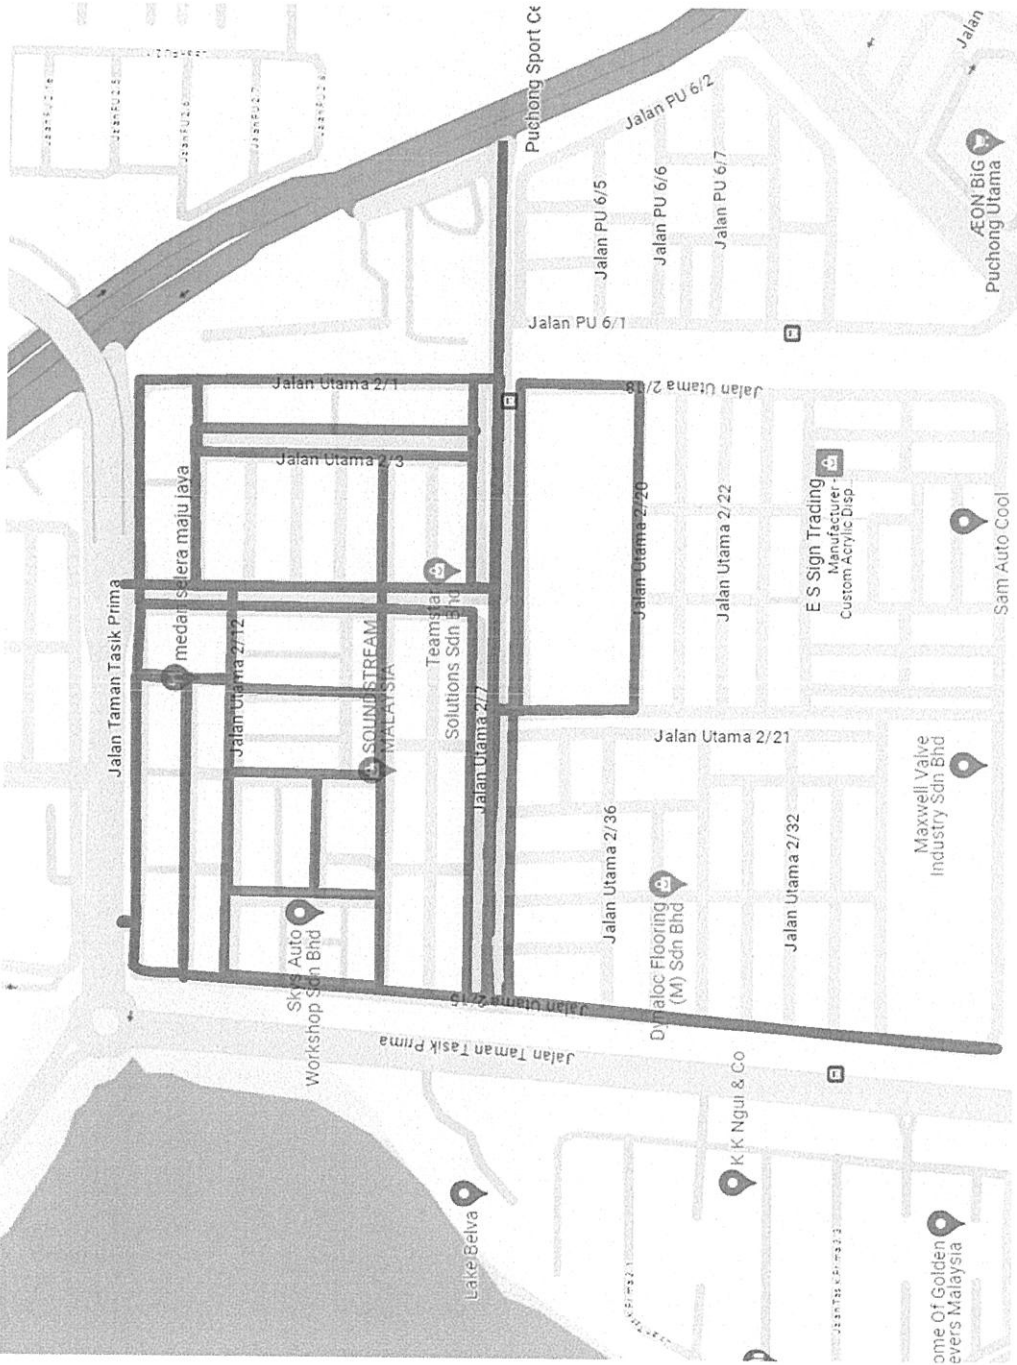 Puchong Sport Ce
Jalan PU 6/2
Jalan
Jalan PU 6/5
Jalan PU 6/6
Jalan PU 6/7
ÆON BiG
Puchong Utama
Jalan PU 6/1
Jalan Utama 2/1
Jalan Utama 2/18
Jalan Utama 2/3
medan selera maju jaya
Jalan Utama 2/20
Jalan Utama 2/22
E S Sign Trading
Manufacturer -
Custom Acrylic Disp...
Sam Auto Cool
Jalan Taman Tasik Prima
Jalan Utama 2/12
SOUNDSTREAM
MALAYSIA
Solutions Sdn Bhd
Jalan Utama 2/7
Jalan Utama 2/21
Maxwell Valve
Industry Sdn Bhd
Jalan Utama 2/36
Jalan Utama 2/32
Skys Auto
Workshop Sdn Bhd
Dynaloc Flooring
(M) Sdn Bhd
Jalan Utama 2/15
Jalan Utama
Jalan Taman Tasik Prima
K K Ngui & Co
Lake Belva
ome Of Golden
evers Malaysia